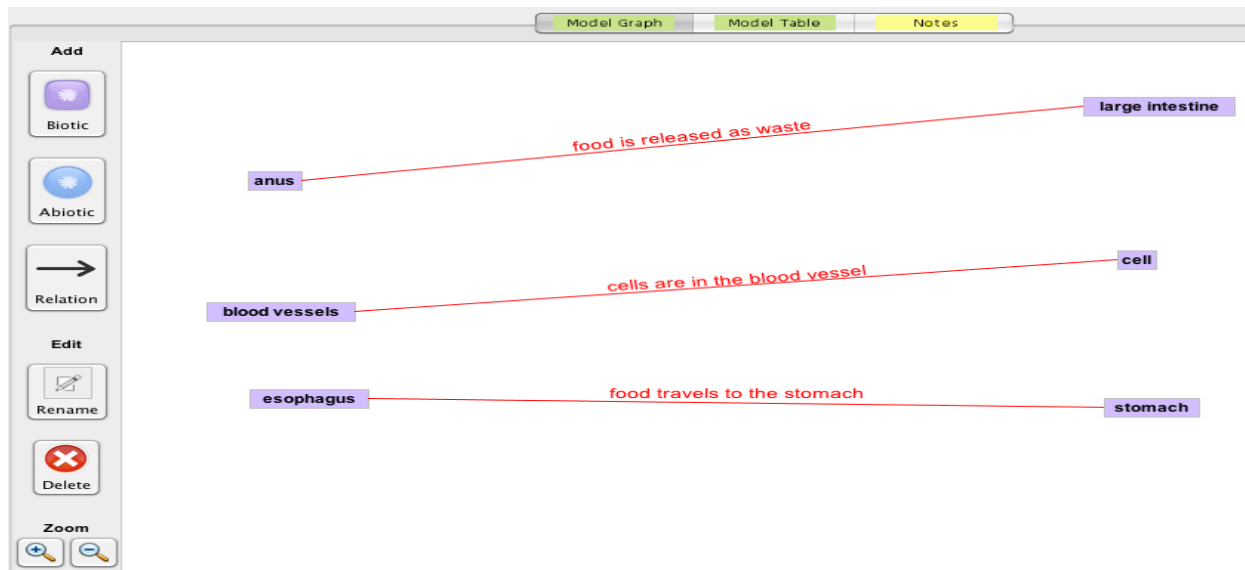 Model Graph
Model Table
Notes
Add
Biotic
Abiotic
Relation
Edit
Rename
Delete
Zoom
large intestine
food is released as waste
anus
cell
cells are in the blood vessel
blood vessels
esophagus
food travels to the stomach
stomach